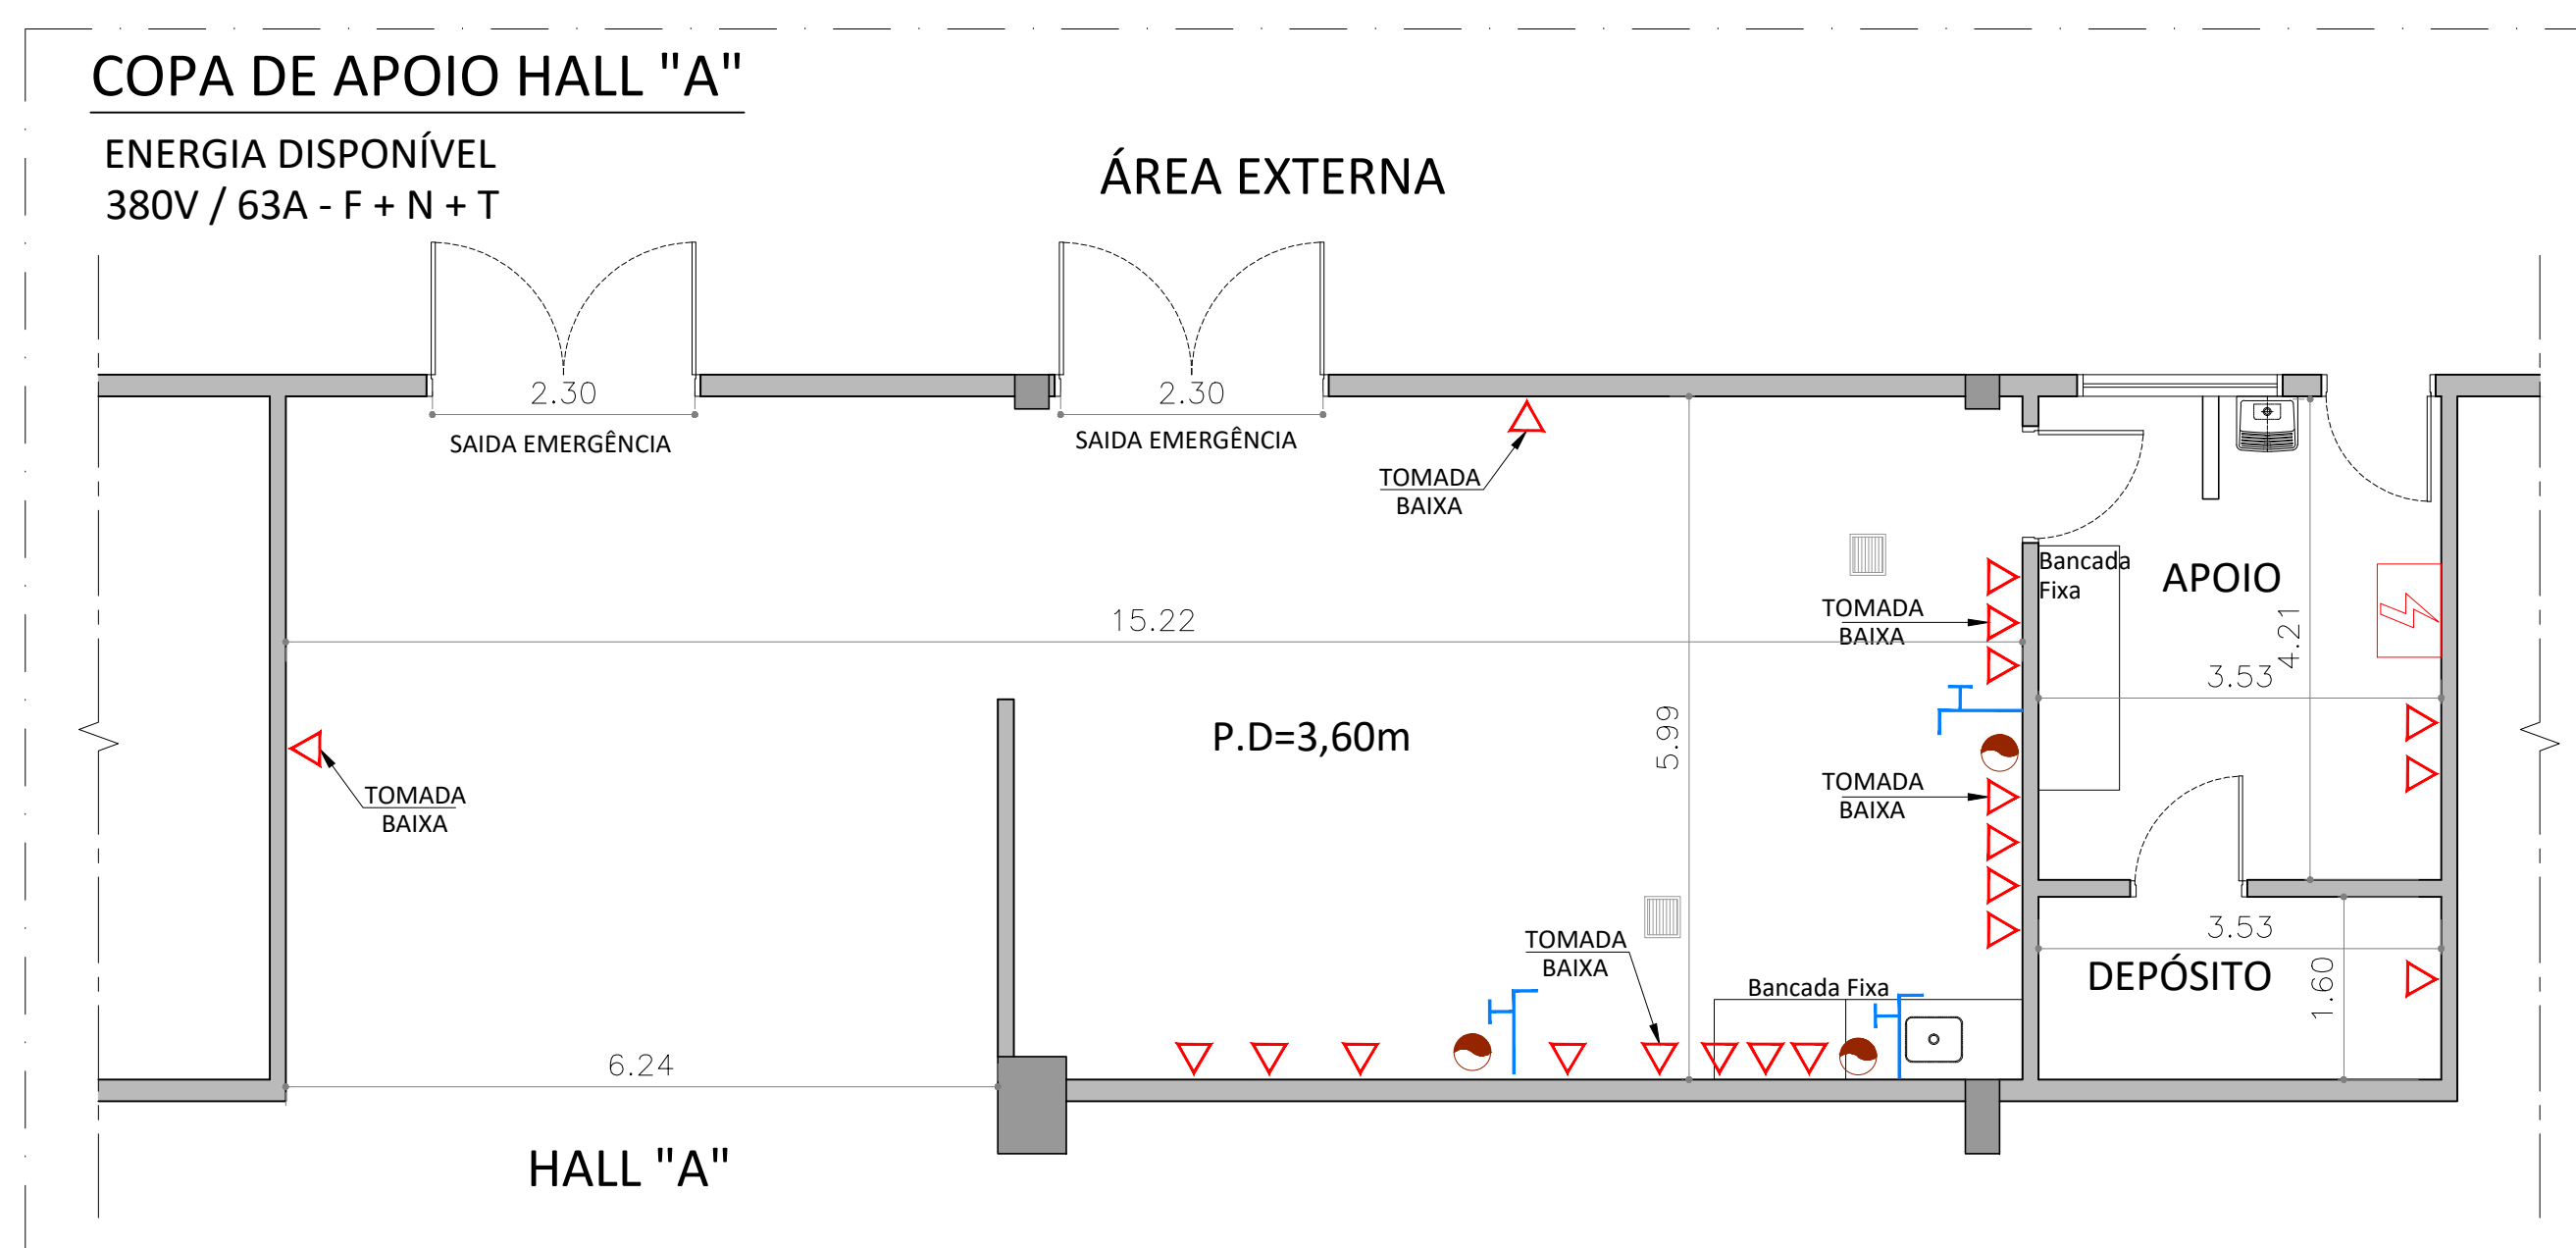 COPA DE APOIO HALL "A"
ENERGIA DISPONÍVEL
380V / 63A - F + N + T
ÁREA EXTERNA
2.30
2.30
SAIDA EMERGÊNCIA
SAIDA EMERGÊNCIA
TOMADA
BAIXA
Bancada
Fixa
APOIO
TOMADA
BAIXA
15.22
4.21
3.53
P.D=3,60m
5.99
TOMADA
BAIXA
TOMADA
BAIXA
3.53
TOMADA
BAIXA
DEPÓSITO
1.60
Bancada Fixa
6.24
HALL "A"